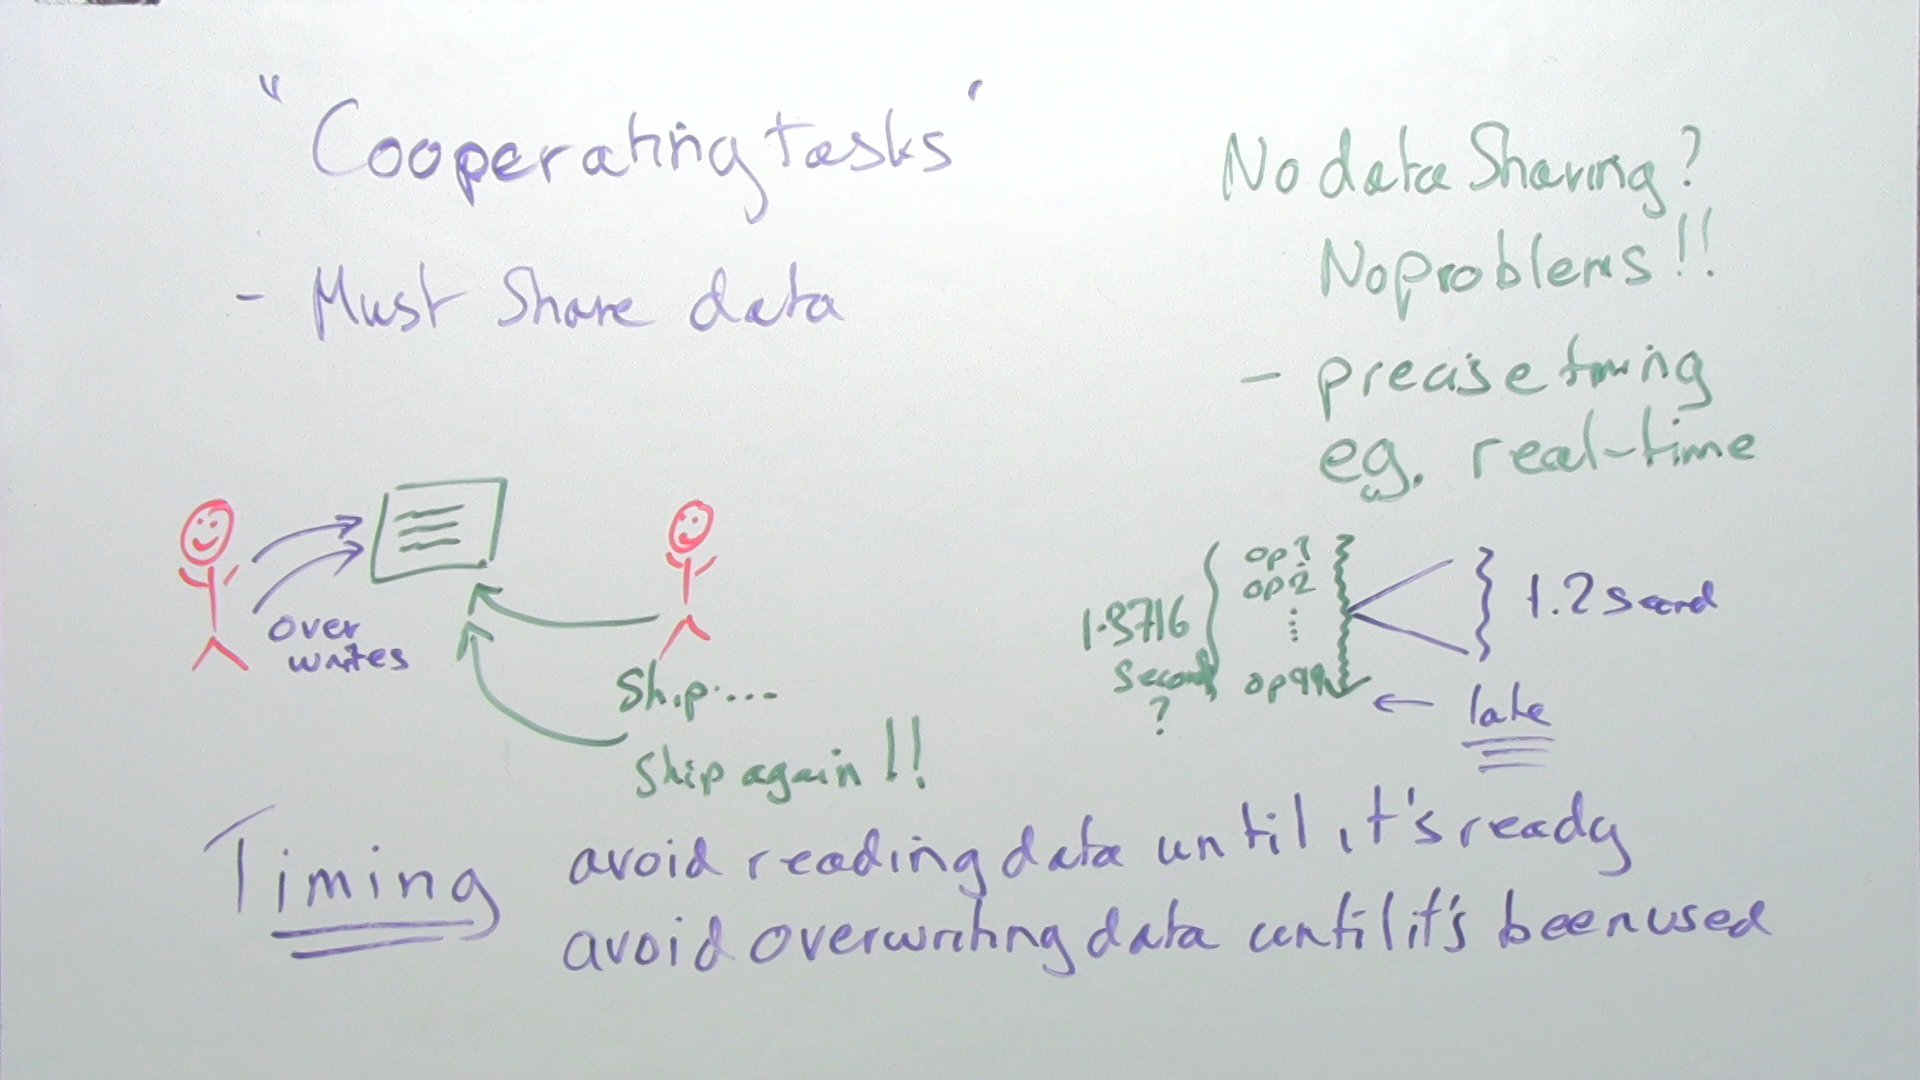 "Cooperating tasks"
- Must Share data
over
writes
Ship....
Ship again!!
No data Sharing?
No problems!!
- precise timing
eg. real-time
1.3716
Second
?
op1
op2
....
1.2 second
← late
Timing
avoid reading data until it's ready
avoid overwriting data until it's been used